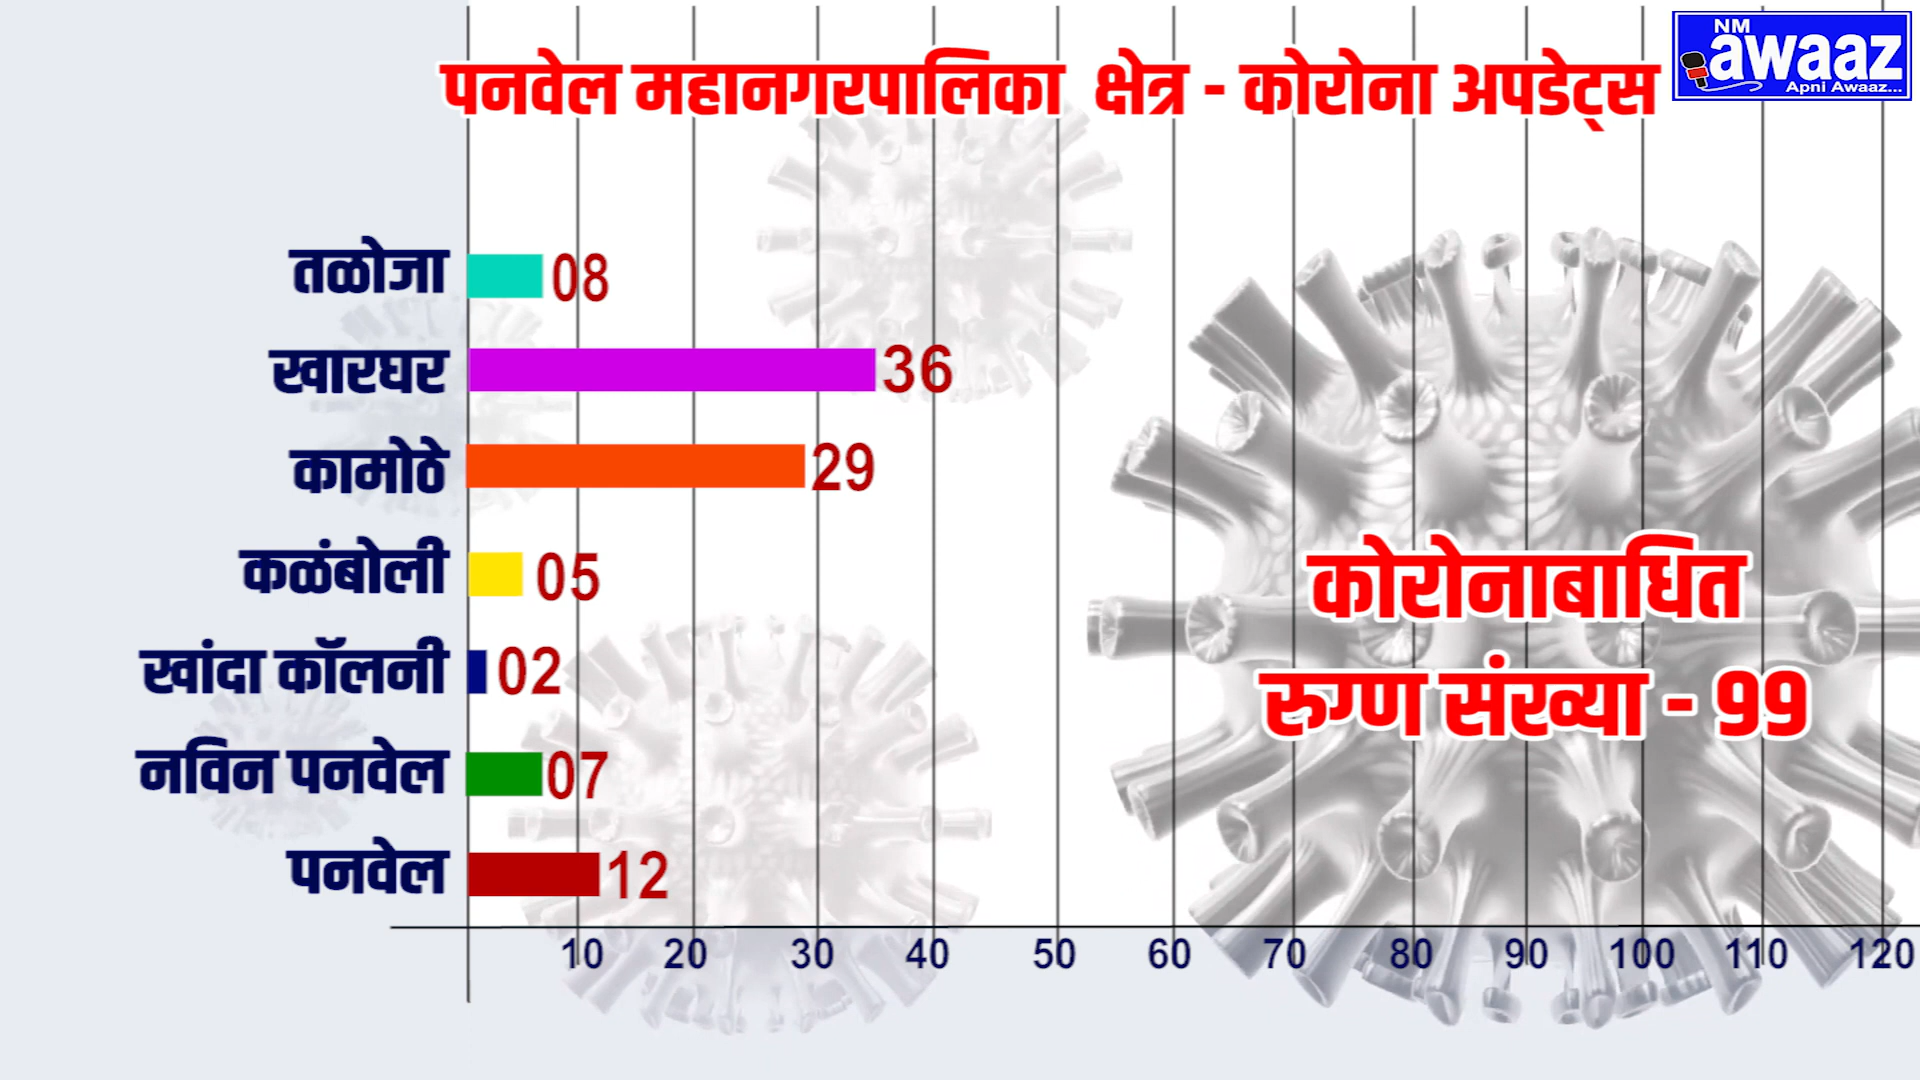 NM
awaaz
Apni Awaaz...
पनवेल महानगरपालिका क्षेत्र - कोरोना अपडेट्स
तळोजा 08
खारघर 36
कामोठे 29
कळंबोली 05
खांदा कॉलनी 02
नविन पनवेल 07
पनवेल 12
कोरोनाबाधित
रुग्ण संख्या - 99
10 20 30 40 50 60 70 80 90 100 110 120